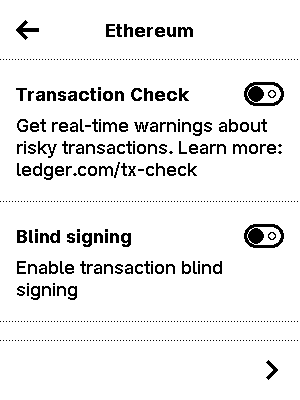 Ethereum
Transaction Check
Get real-time warnings about
risky transactions. Learn more:
ledger.com/tx-check
Blind signing
Enable transaction blind
signing